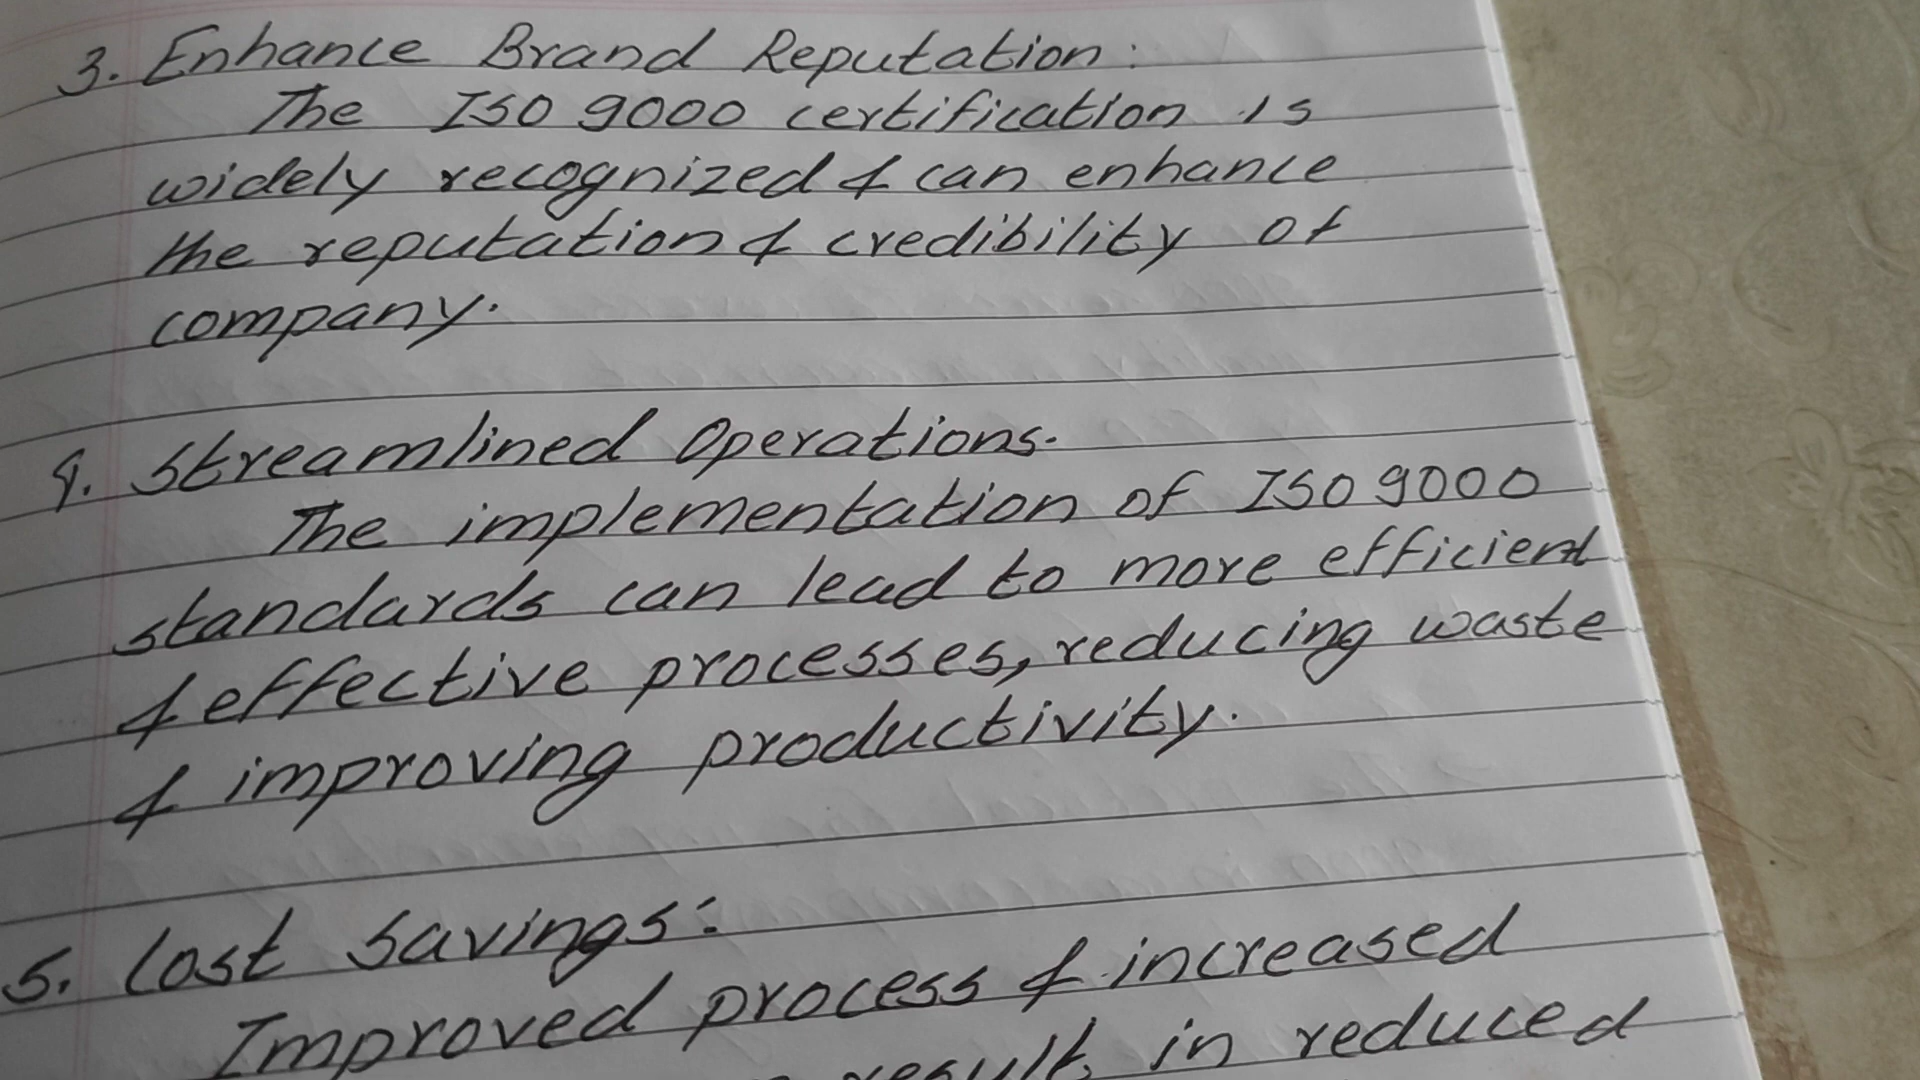 3. Enhance Brand Reputation:
The ISO 9000 certification is
widely recognized & can enhance
the reputation & credibility of
company.
4. Streamlined Operations.
The implementation of ISO 9000
standards can lead to more efficient
& effective processes, reducing waste
& improving productivity.
5. Cost Savings:
Improved process & increased
result in reduced